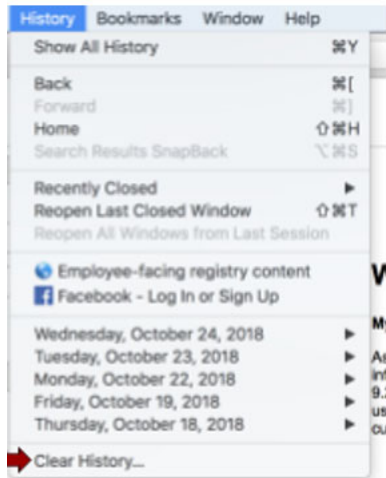 History Bookmarks Window Help
Show All History ⌘Y
Back ⌘[
Forward ⌘]
Home ⇧⌘H
Search Results SnapBack ⌥⌘S
Recently Closed ▶
Reopen Last Closed Window ⇧⌘T
Reopen All Windows from Last Session
Employee-facing registry content
Facebook - Log In or Sign Up
Wednesday, October 24, 2018 ▶
Tuesday, October 23, 2018 ▶
Monday, October 22, 2018 ▶
Friday, October 19, 2018 ▶
Thursday, October 18, 2018 ▶
Clear History...